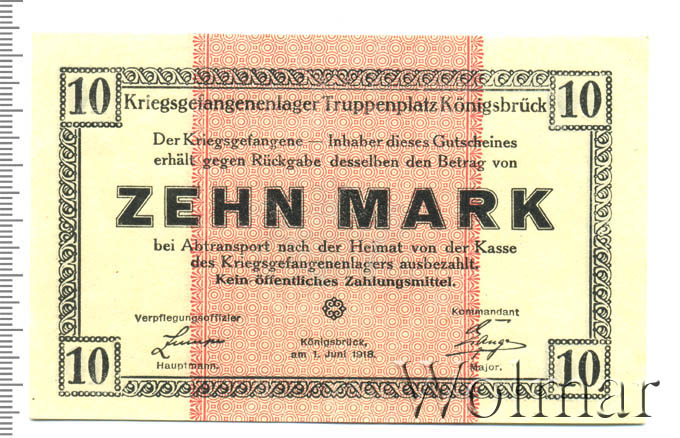 10 10
Kriegsgefangenenlager Truppenplatz Königsbrück
Der Kriegsgefangene — Inhaber dieses Gutscheines
erhält gegen Rückgabe desselben den Betrag von
ZEHN MARK
bei Abtransport nach der Heimat von der Kasse
des Kriegsgefangenenlagers ausbezahlt.
Kein öffentliches Zahlungsmittel.
Verpflegungsoffizier
Kommandant
Königsbrück,
am 1. Juni 1918.
Hauptmann.
Major.
10 10
Wolmar